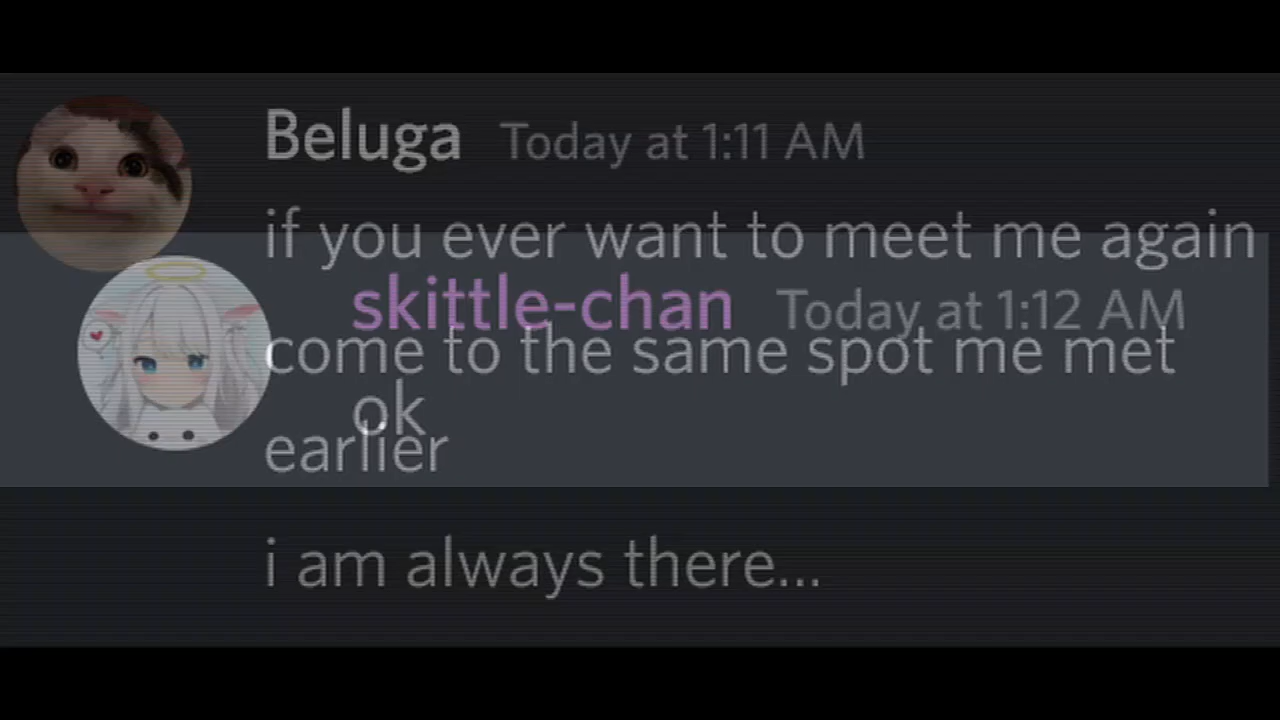 Beluga Today at 1:11 AM
if you ever want to meet me again
come to the same spot me met
earlier
i am always there...
skittle-chan Today at 1:12 AM
ok